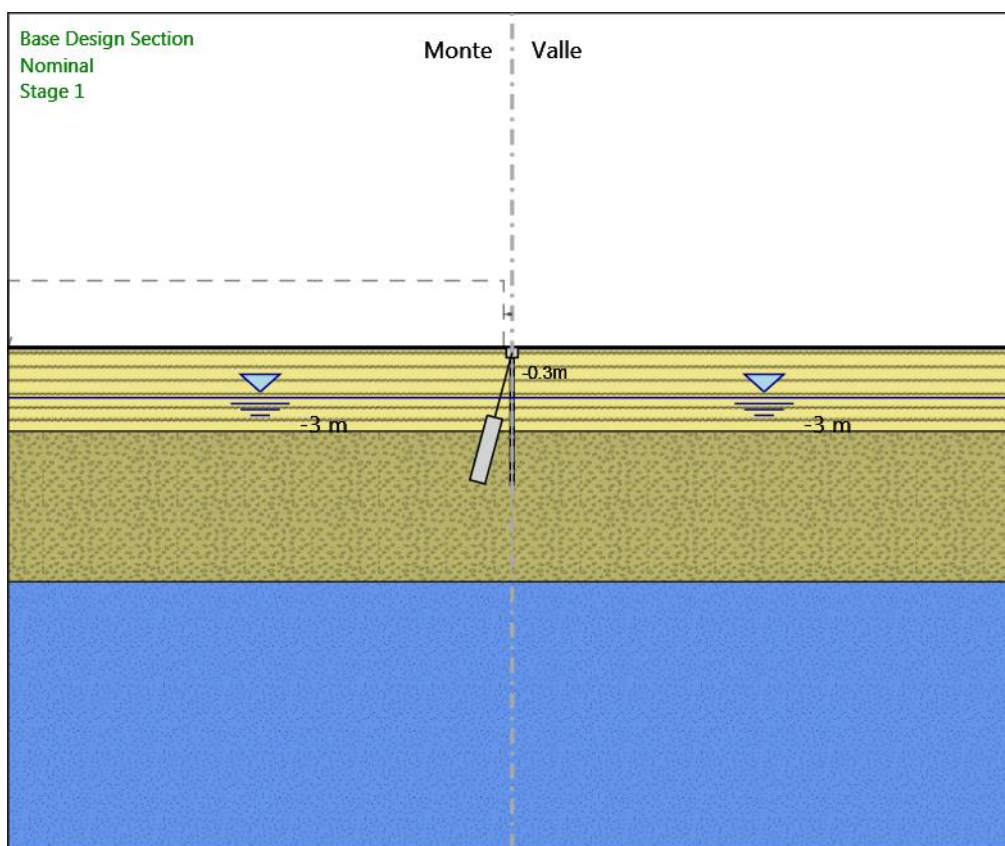 Base Design Section
Nominal
Stage 1
Monte
Valle
-0.3m
-3 m
-3 m